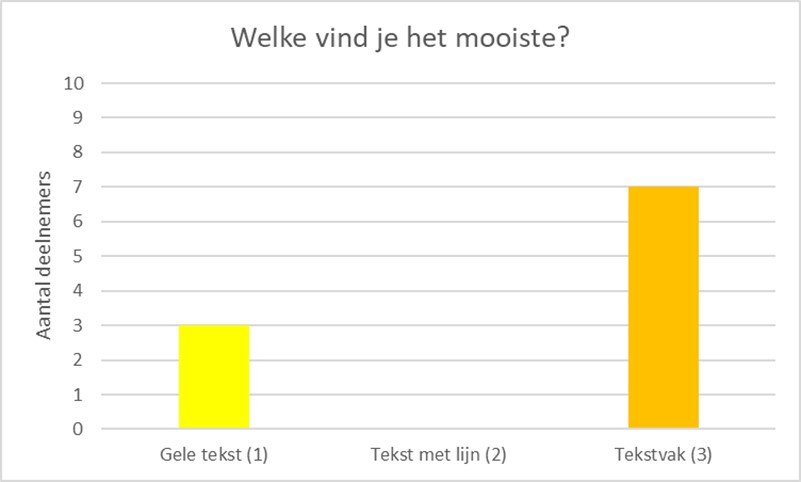 Welke vind je het mooiste?
Aantal deelnemers
10
9
8
7
6
5
4
3
2
1
0
Gele tekst (1)
Tekst met lijn (2)
Tekstvak (3)